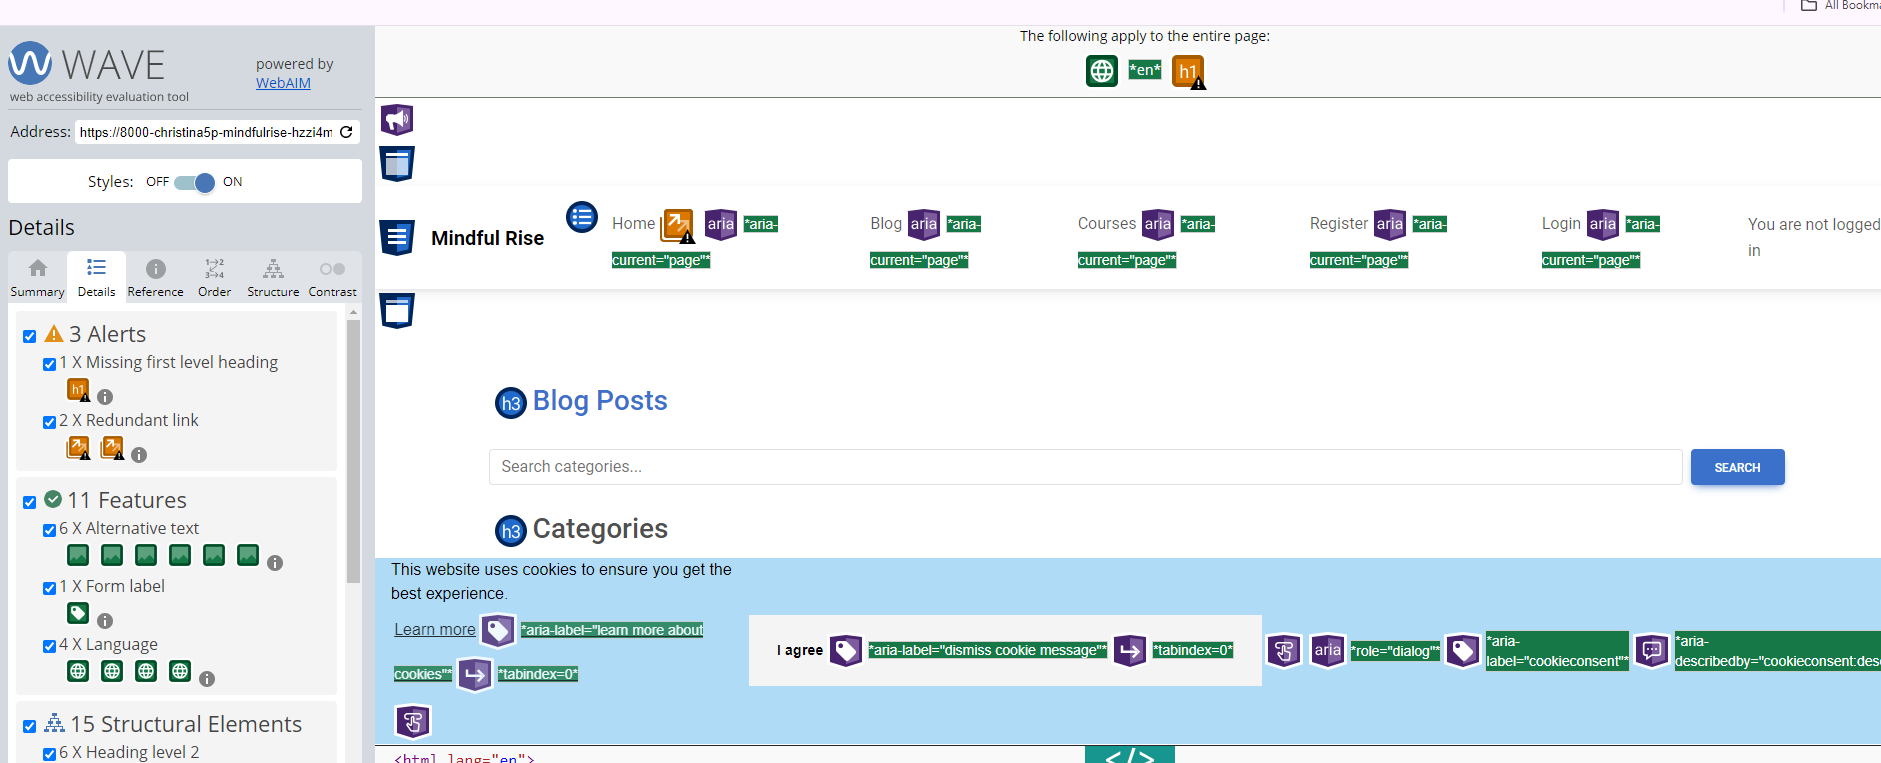 All Bookma
WAVE
powered by
WebAIM
web accessibility evaluation tool
Address: https://8000-christina5p-mindfulrise-hzzi4m
Styles: OFF ON
Details
Summary Details Reference Order Structure Contrast
3 Alerts
1 X Missing first level heading
h1
2 X Redundant link
11 Features
6 X Alternative text
1 X Form label
4 X Language
15 Structural Elements
6 X Heading level 2
The following apply to the entire page:
*en* h1
Mindful Rise
Home aria *aria-
current="page"*
Blog aria *aria-
current="page"*
Courses aria *aria-
current="page"*
Register aria *aria-
current="page"*
Login aria *aria-
current="page"*
You are not logged
in
h3 Blog Posts
Search categories...
SEARCH
h3 Categories
This website uses cookies to ensure you get the
best experience.
Learn more *aria-label="learn more about
cookies"* *tabindex=0*
I agree *aria-label="dismiss cookie message"* *tabindex=0*
aria *role="dialog"*
*aria-
label="cookieconsent"*
*aria-
describedby="cookieconsent:des
<html lang="en">
</>